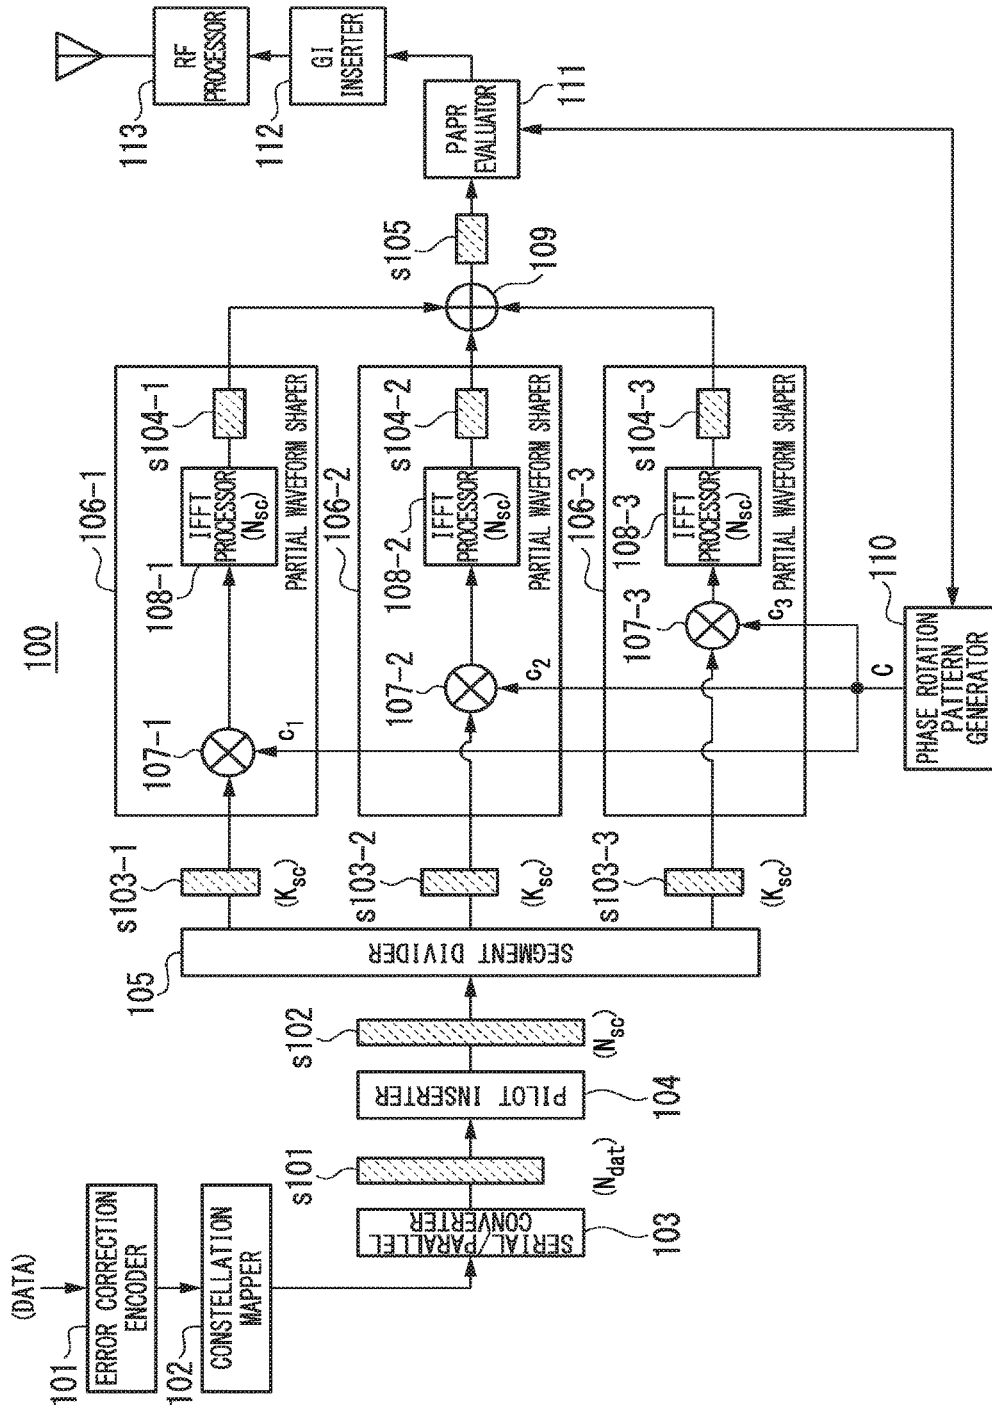 100
(DATA)
101
ERROR CORRECTION
ENCODER
102
CONSTELLATION
MAPPER
103
SERIAL PARALLEL
CONVERTER
s101
(Ndat)
104
PILOT INSERTER
s102
(Nsc)
105
SEGMENT DIVIDER
s103-1
(Ksc)
s103-2
(Ksc)
s103-3
(Ksc)
106-1
107-1
c1
108-1
IFFT
PROCESSOR
(Nsc)
s104-1
PARTIAL WAVEFORM SHAPER
106-2
107-2
c2
108-2
IFFT
PROCESSOR
(Nsc)
s104-2
PARTIAL WAVEFORM SHAPER
106-3
107-3
c3
108-3
IFFT
PROCESSOR
(Nsc)
s104-3
PARTIAL WAVEFORM SHAPER
109
s105
110
C
PHASE ROTATION
PATTERN
GENERATOR
111
PAPR
EVALUATOR
112
GI
INSERTER
113
RF
PROCESSOR